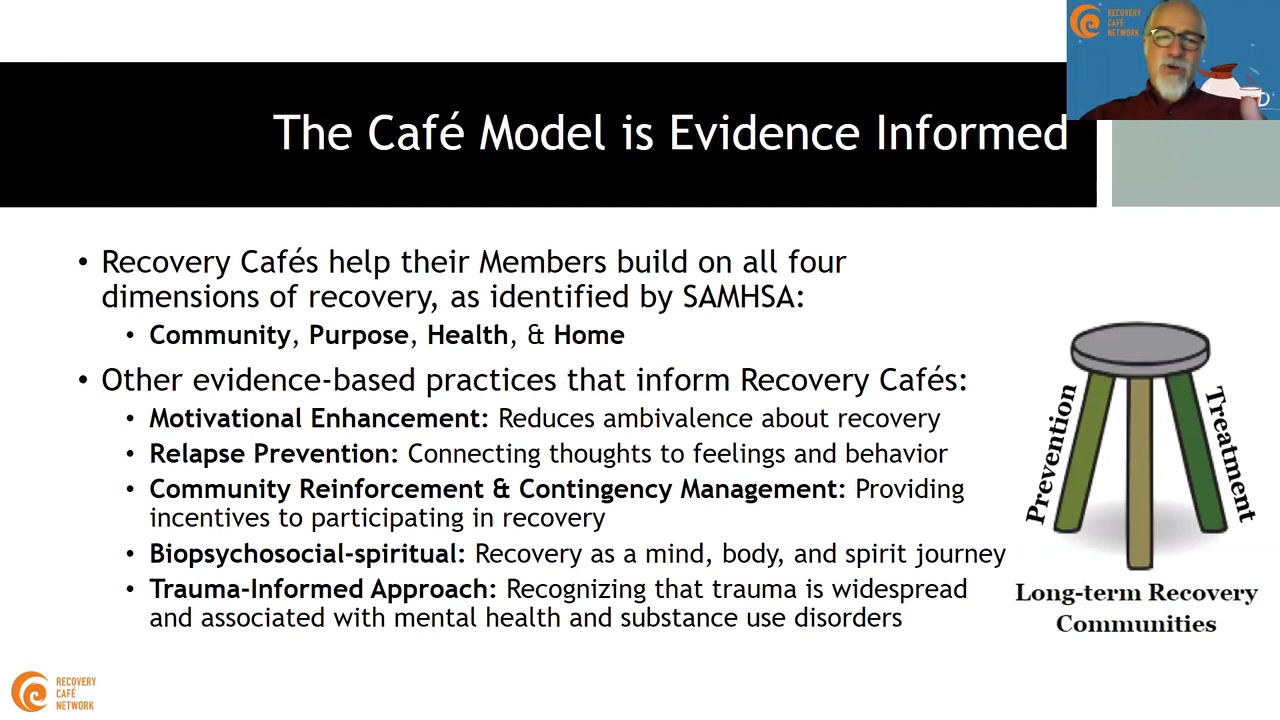 RECOVERY
CAFÉ
NETWORK
The Café Model is Evidence Informed
• Recovery Cafés help their Members build on all four
dimensions of recovery, as identified by SAMHSA:
• Community, Purpose, Health, & Home
• Other evidence-based practices that inform Recovery Cafés:
• Motivational Enhancement: Reduces ambivalence about recovery
• Relapse Prevention: Connecting thoughts to feelings and behavior
• Community Reinforcement & Contingency Management: Providing
incentives to participating in recovery
• Biopsychosocial-spiritual: Recovery as a mind, body, and spirit journey
• Trauma-Informed Approach: Recognizing that trauma is widespread
and associated with mental health and substance use disorders
Prevention
Treatment
Long-term Recovery
Communities
RECOVERY
CAFÉ
NETWORK